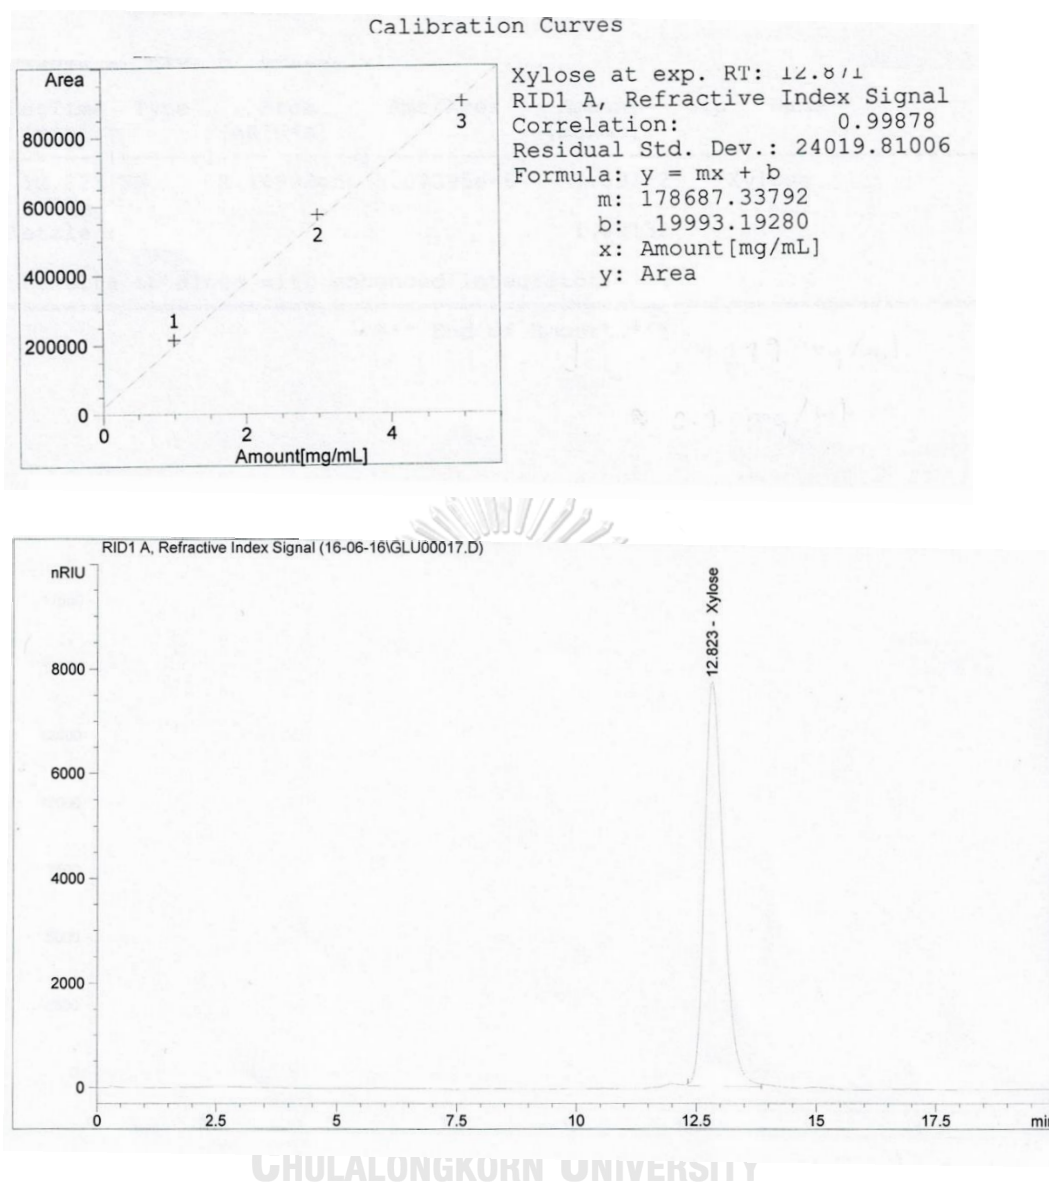 Calibration Curves
Area
800000
600000
400000
200000
0
1
2
3
0 2 4
Amount[mg/mL]
Xylose at exp. RT: 12.871
RID1 A, Refractive Index Signal
Correlation: 0.99878
Residual Std. Dev.: 24019.81006
Formula: y = mx + b
m: 178687.33792
b: 19993.19280
x: Amount[mg/mL]
y: Area
RID1 A, Refractive Index Signal (16-06-16\GLU00017.D)
nRIU
8000
6000
4000
2000
0
12.823 - Xylose
0 2.5 5 7.5 10 12.5 15 17.5
CHULALONGKORN UNIVERSITY